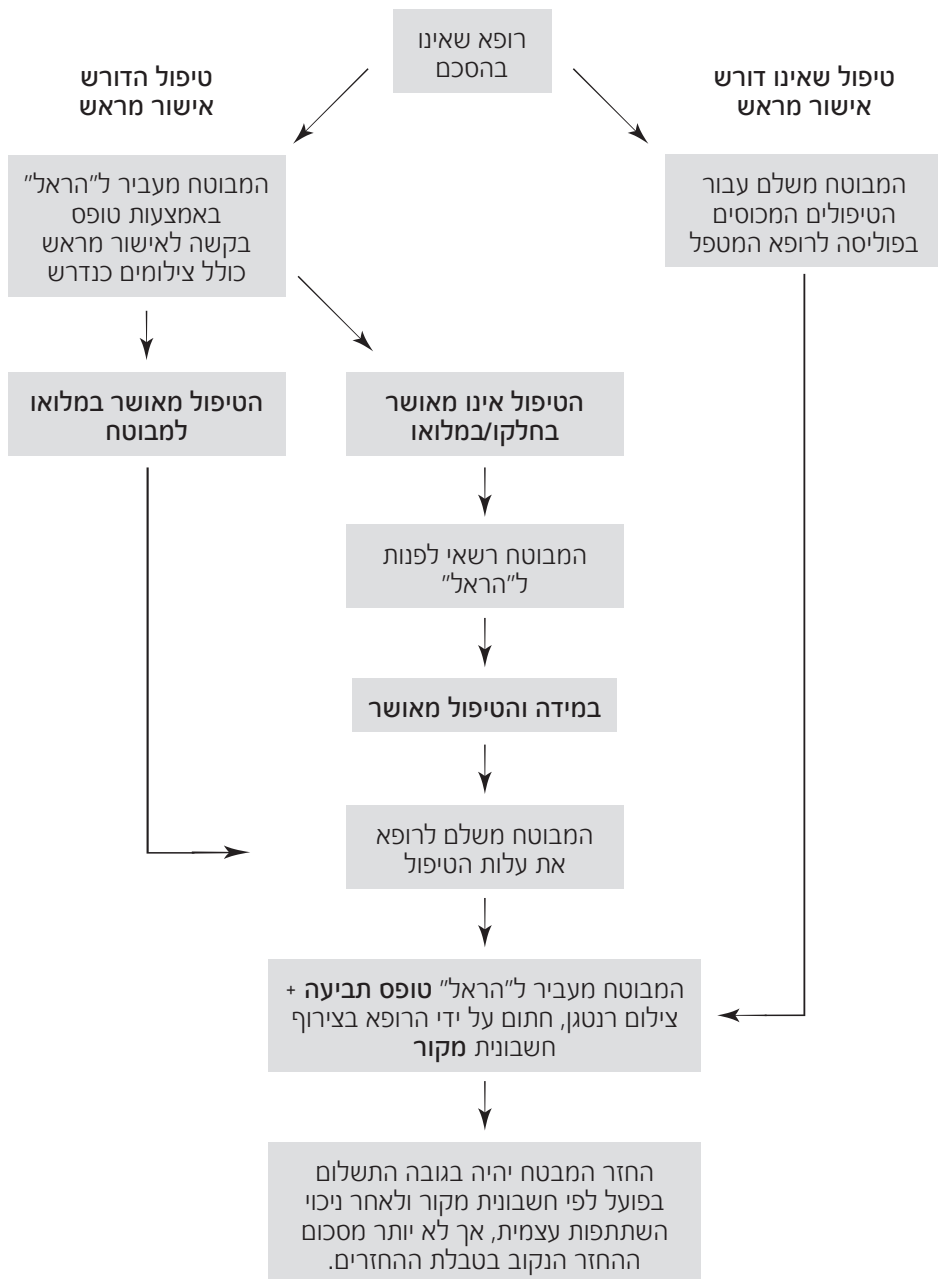 רופא שאינו
בהסכם
טיפול שאינו דורש
אישור מראש
טיפול הדורש
אישור מראש
המבוטח משלם עבור
הטיפולים המכוסים
בפוליסה לרופא המטפל
המבוטח מעביר ל"הראל"
באמצעות טופס
בקשה לאישור מראש
כולל צילומים כנדרש
הטיפול אינו מאושר
בחלקו/במלואו
הטיפול מאושר במלואו
למבוטח
המבוטח רשאי לפנות
ל"הראל"
במידה והטיפול מאושר
המבוטח משלם לרופא
את עלות הטיפול
המבוטח מעביר ל"הראל" טופס תביעה +
צילום רנטגן, חתום על ידי הרופא בצירוף
חשבונית מקור
החזר המבטח יהיה בגובה התשלום
בפועל לפי חשבונית מקור ולאחר ניכוי
השתתפות עצמית, אך לא יותר מסכום
ההחזר הנקוב בטבלת ההחזרים.